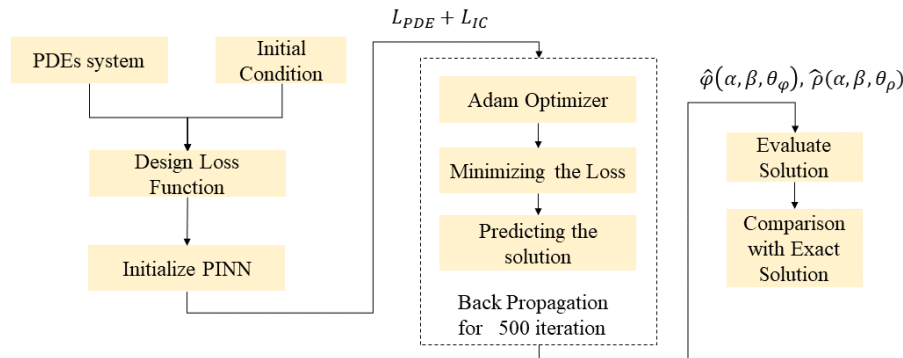 PDEs system
Initial
Condition
Design Loss
Function
Initialize PINN
L_{PDE} + L_{IC}
Adam Optimizer
Minimizing the Loss
Predicting the
solution
Back Propagation
for 500 iteration
φ̂(α, β, θ_φ), ρ̂(α, β, θ_ρ)
Evaluate
Solution
Comparison
with Exact
Solution